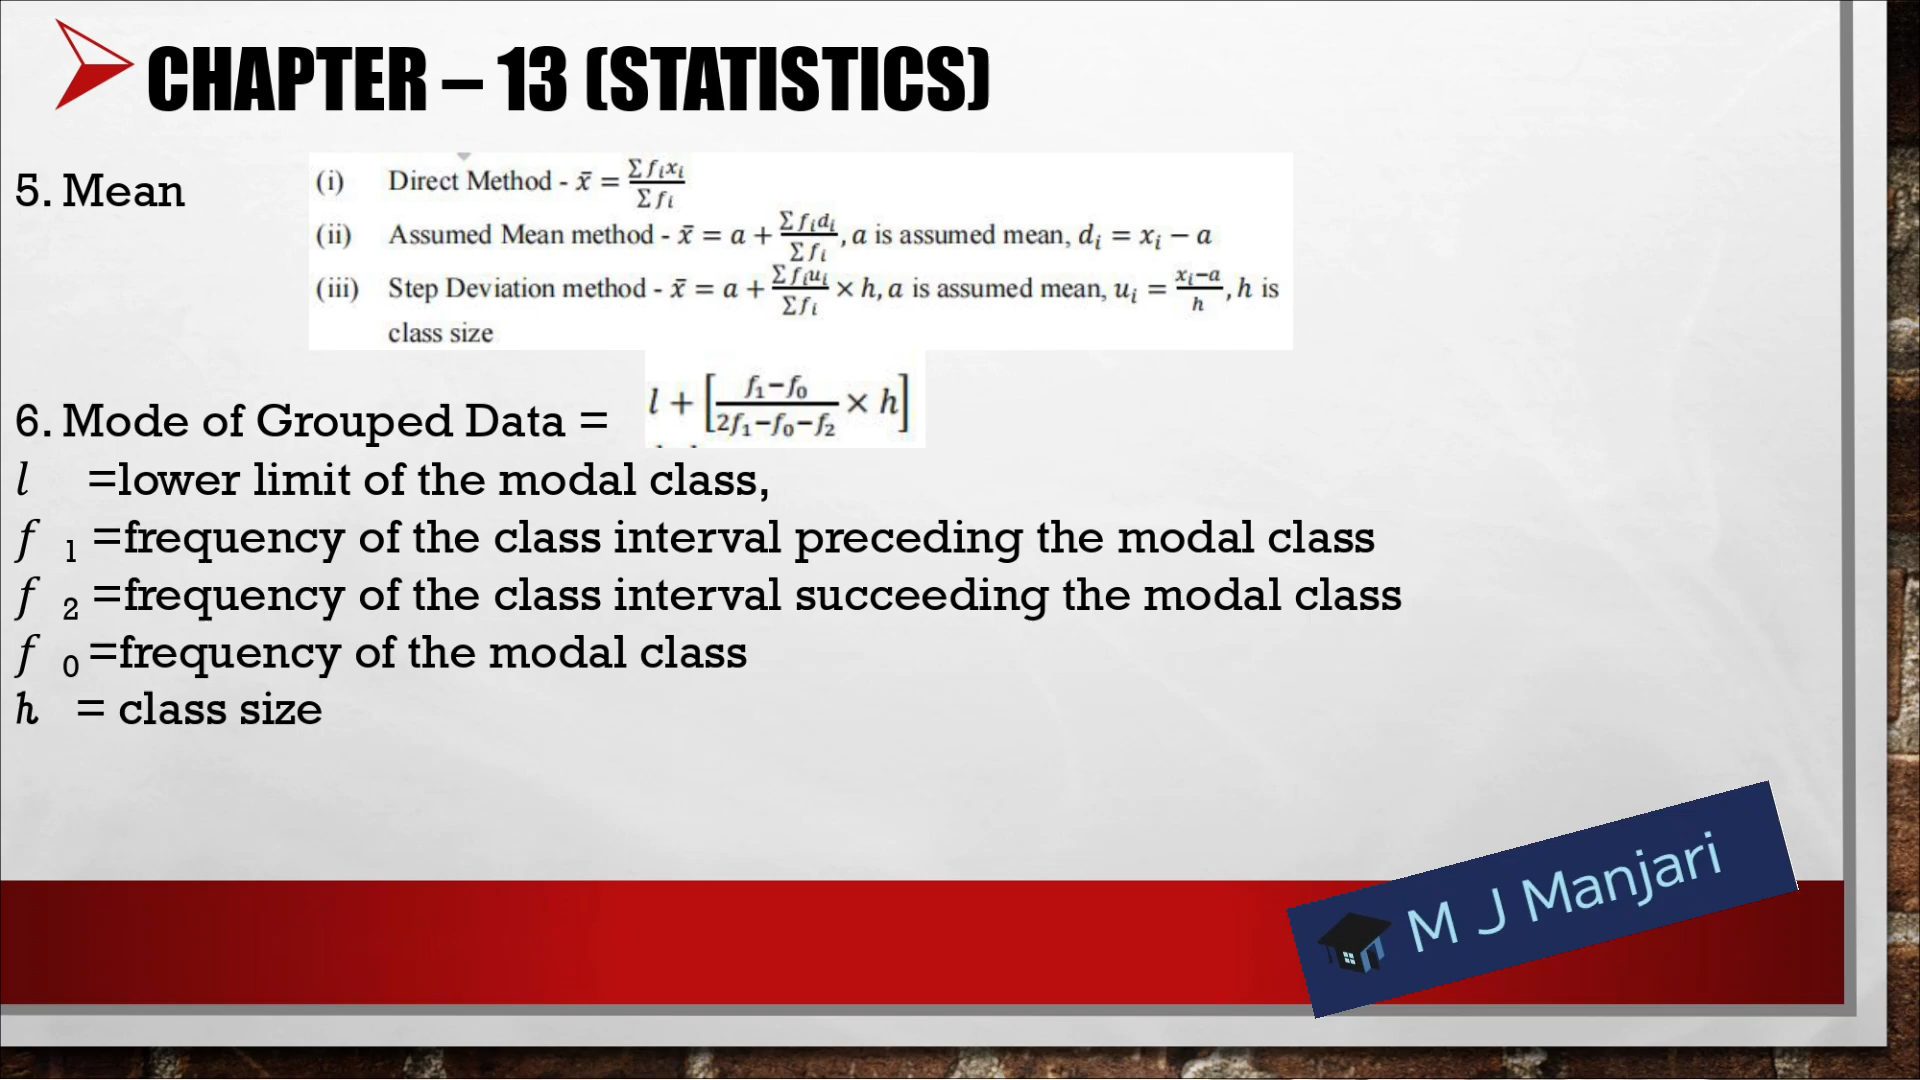 CHAPTER – 13 (STATISTICS)
5. Mean
(i) Direct Method - x̄ = Σfᵢxᵢ / Σfᵢ
(ii) Assumed Mean method - x̄ = a + Σfᵢdᵢ / Σfᵢ, a is assumed mean, dᵢ = xᵢ − a
(iii) Step Deviation method - x̄ = a + Σfᵢuᵢ / Σfᵢ × h, a is assumed mean, uᵢ = xᵢ−a / h, h is
class size
6. Mode of Grouped Data = l + [f₁−f₀ / 2f₁−f₀−f₂ × h]
l =lower limit of the modal class,
f ₁ =frequency of the class interval preceding the modal class
f ₂ =frequency of the class interval succeeding the modal class
f ₀ =frequency of the modal class
h = class size
M J Manjari